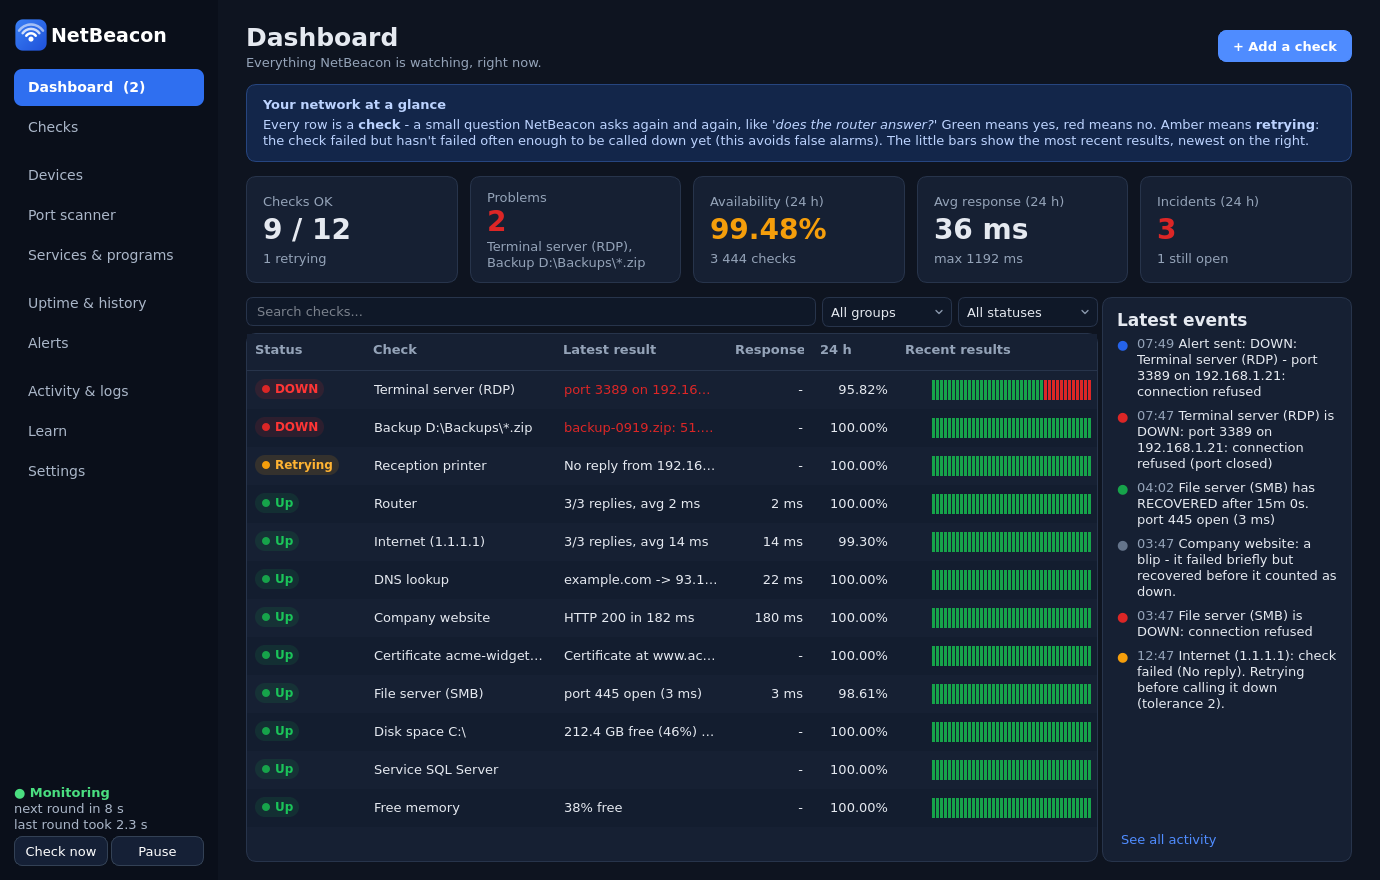 NetBeacon
Dashboard (2)
Checks
Devices
Port scanner
Services & programs
Uptime & history
Alerts
Activity & logs
Learn
Settings
● Monitoring
next round in 8 s
last round took 2.3 s
Check now
Pause
Dashboard
Everything NetBeacon is watching, right now.
+ Add a check
Your network at a glance
Every row is a check - a small question NetBeacon asks again and again, like 'does the router answer?' Green means yes, red means no. Amber means retrying:
the check failed but hasn't failed often enough to be called down yet (this avoids false alarms). The little bars show the most recent results, newest on the right.
Checks OK
9 / 12
1 retrying
Problems
2
Terminal server (RDP),
Backup D:\Backups\*.zip
Availability (24 h)
99.48%
3 444 checks
Avg response (24 h)
36 ms
max 1192 ms
Incidents (24 h)
3
1 still open
Search checks...
All groups
All statuses
Status Check Latest result Response 24 h Recent results
DOWN Terminal server (RDP) port 3389 on 192.16... - 95.82%
DOWN Backup D:\Backups\*.zip backup-0919.zip: 51.... - 100.00%
Retrying Reception printer No reply from 192.16... - 100.00%
Up Router 3/3 replies, avg 2 ms 2 ms 100.00%
Up Internet (1.1.1.1) 3/3 replies, avg 14 ms 14 ms 99.30%
Up DNS lookup example.com -> 93.1... 22 ms 100.00%
Up Company website HTTP 200 in 182 ms 180 ms 100.00%
Up Certificate acme-widget... Certificate at www.ac... - 100.00%
Up File server (SMB) port 445 open (3 ms) 3 ms 98.61%
Up Disk space C:\ 212.4 GB free (46%) ... - 100.00%
Up Service SQL Server - 100.00%
Up Free memory 38% free - 100.00%
Latest events
07:49 Alert sent: DOWN:
Terminal server (RDP) - port
3389 on 192.168.1.21:
connection refused
07:47 Terminal server (RDP) is
DOWN: port 3389 on
192.168.1.21: connection
refused (port closed)
04:02 File server (SMB) has
RECOVERED after 15m 0s.
port 445 open (3 ms)
03:47 Company website: a
blip - it failed briefly but
recovered before it counted as
down.
03:47 File server (SMB) is
DOWN: connection refused
12:47 Internet (1.1.1.1): check
failed (No reply). Retrying
before calling it down
(tolerance 2).
See all activity